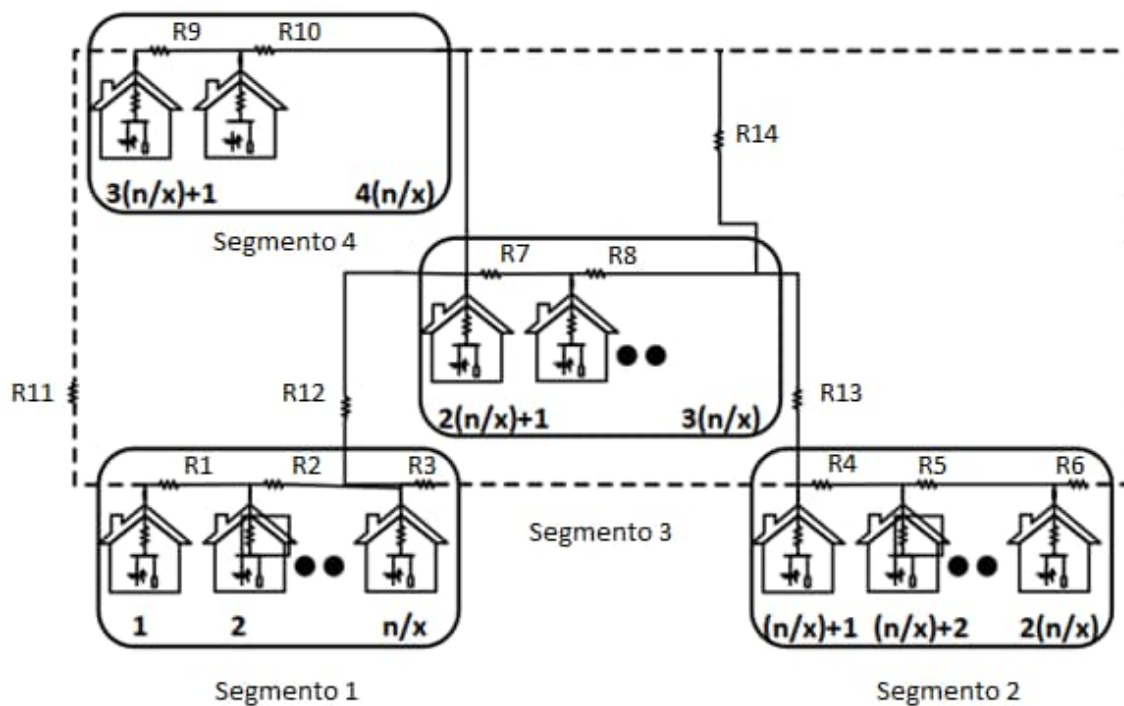 R9 R10
R14
3(n/x)+1 4(n/x)
Segmento 4
R7 R8
R11 R12 R13
2(n/x)+1 3(n/x)
R1 R2 R3 R4 R5 R6
Segmento 3
1 2 n/x (n/x)+1 (n/x)+2 2(n/x)
Segmento 1 Segmento 2